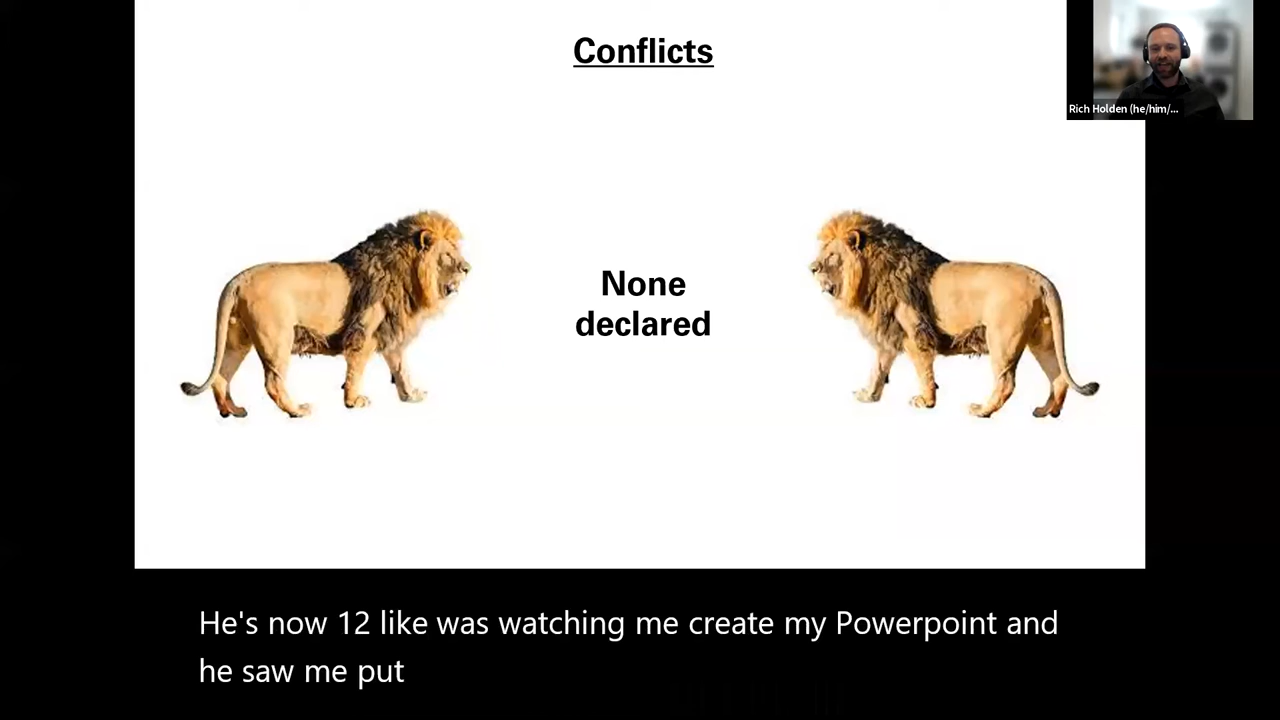 Conflicts
Rich Holden (he/him/...
None
declared
He's now 12 like was watching me create my Powerpoint and
he saw me put